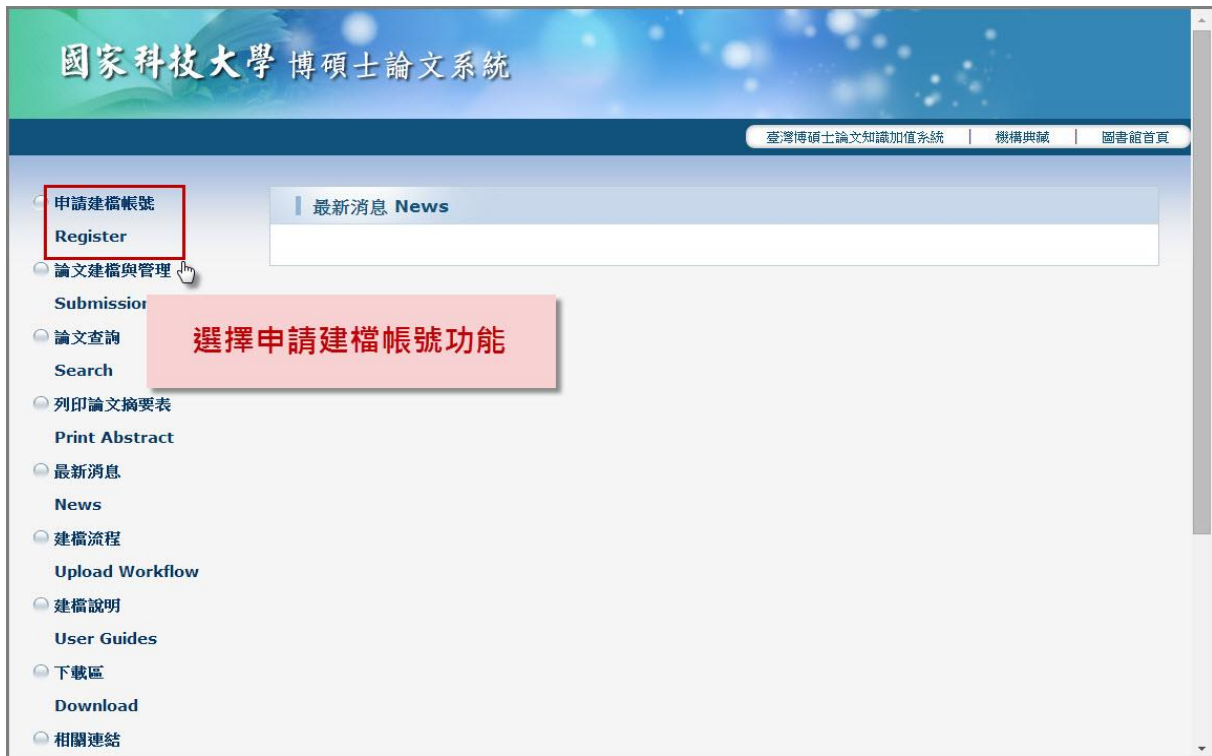 國家科技大學 博碩士論文系統
臺灣博碩士論文知識加值系統 | 機構典藏 | 圖書館首頁
申請建檔帳號
Register
最新消息 News
論文建檔與管理
Submission
選擇申請建檔帳號功能
論文查詢
Search
列印論文摘要表
Print Abstract
最新消息
News
建檔流程
Upload Workflow
建檔說明
User Guides
下載區
Download
相關連結